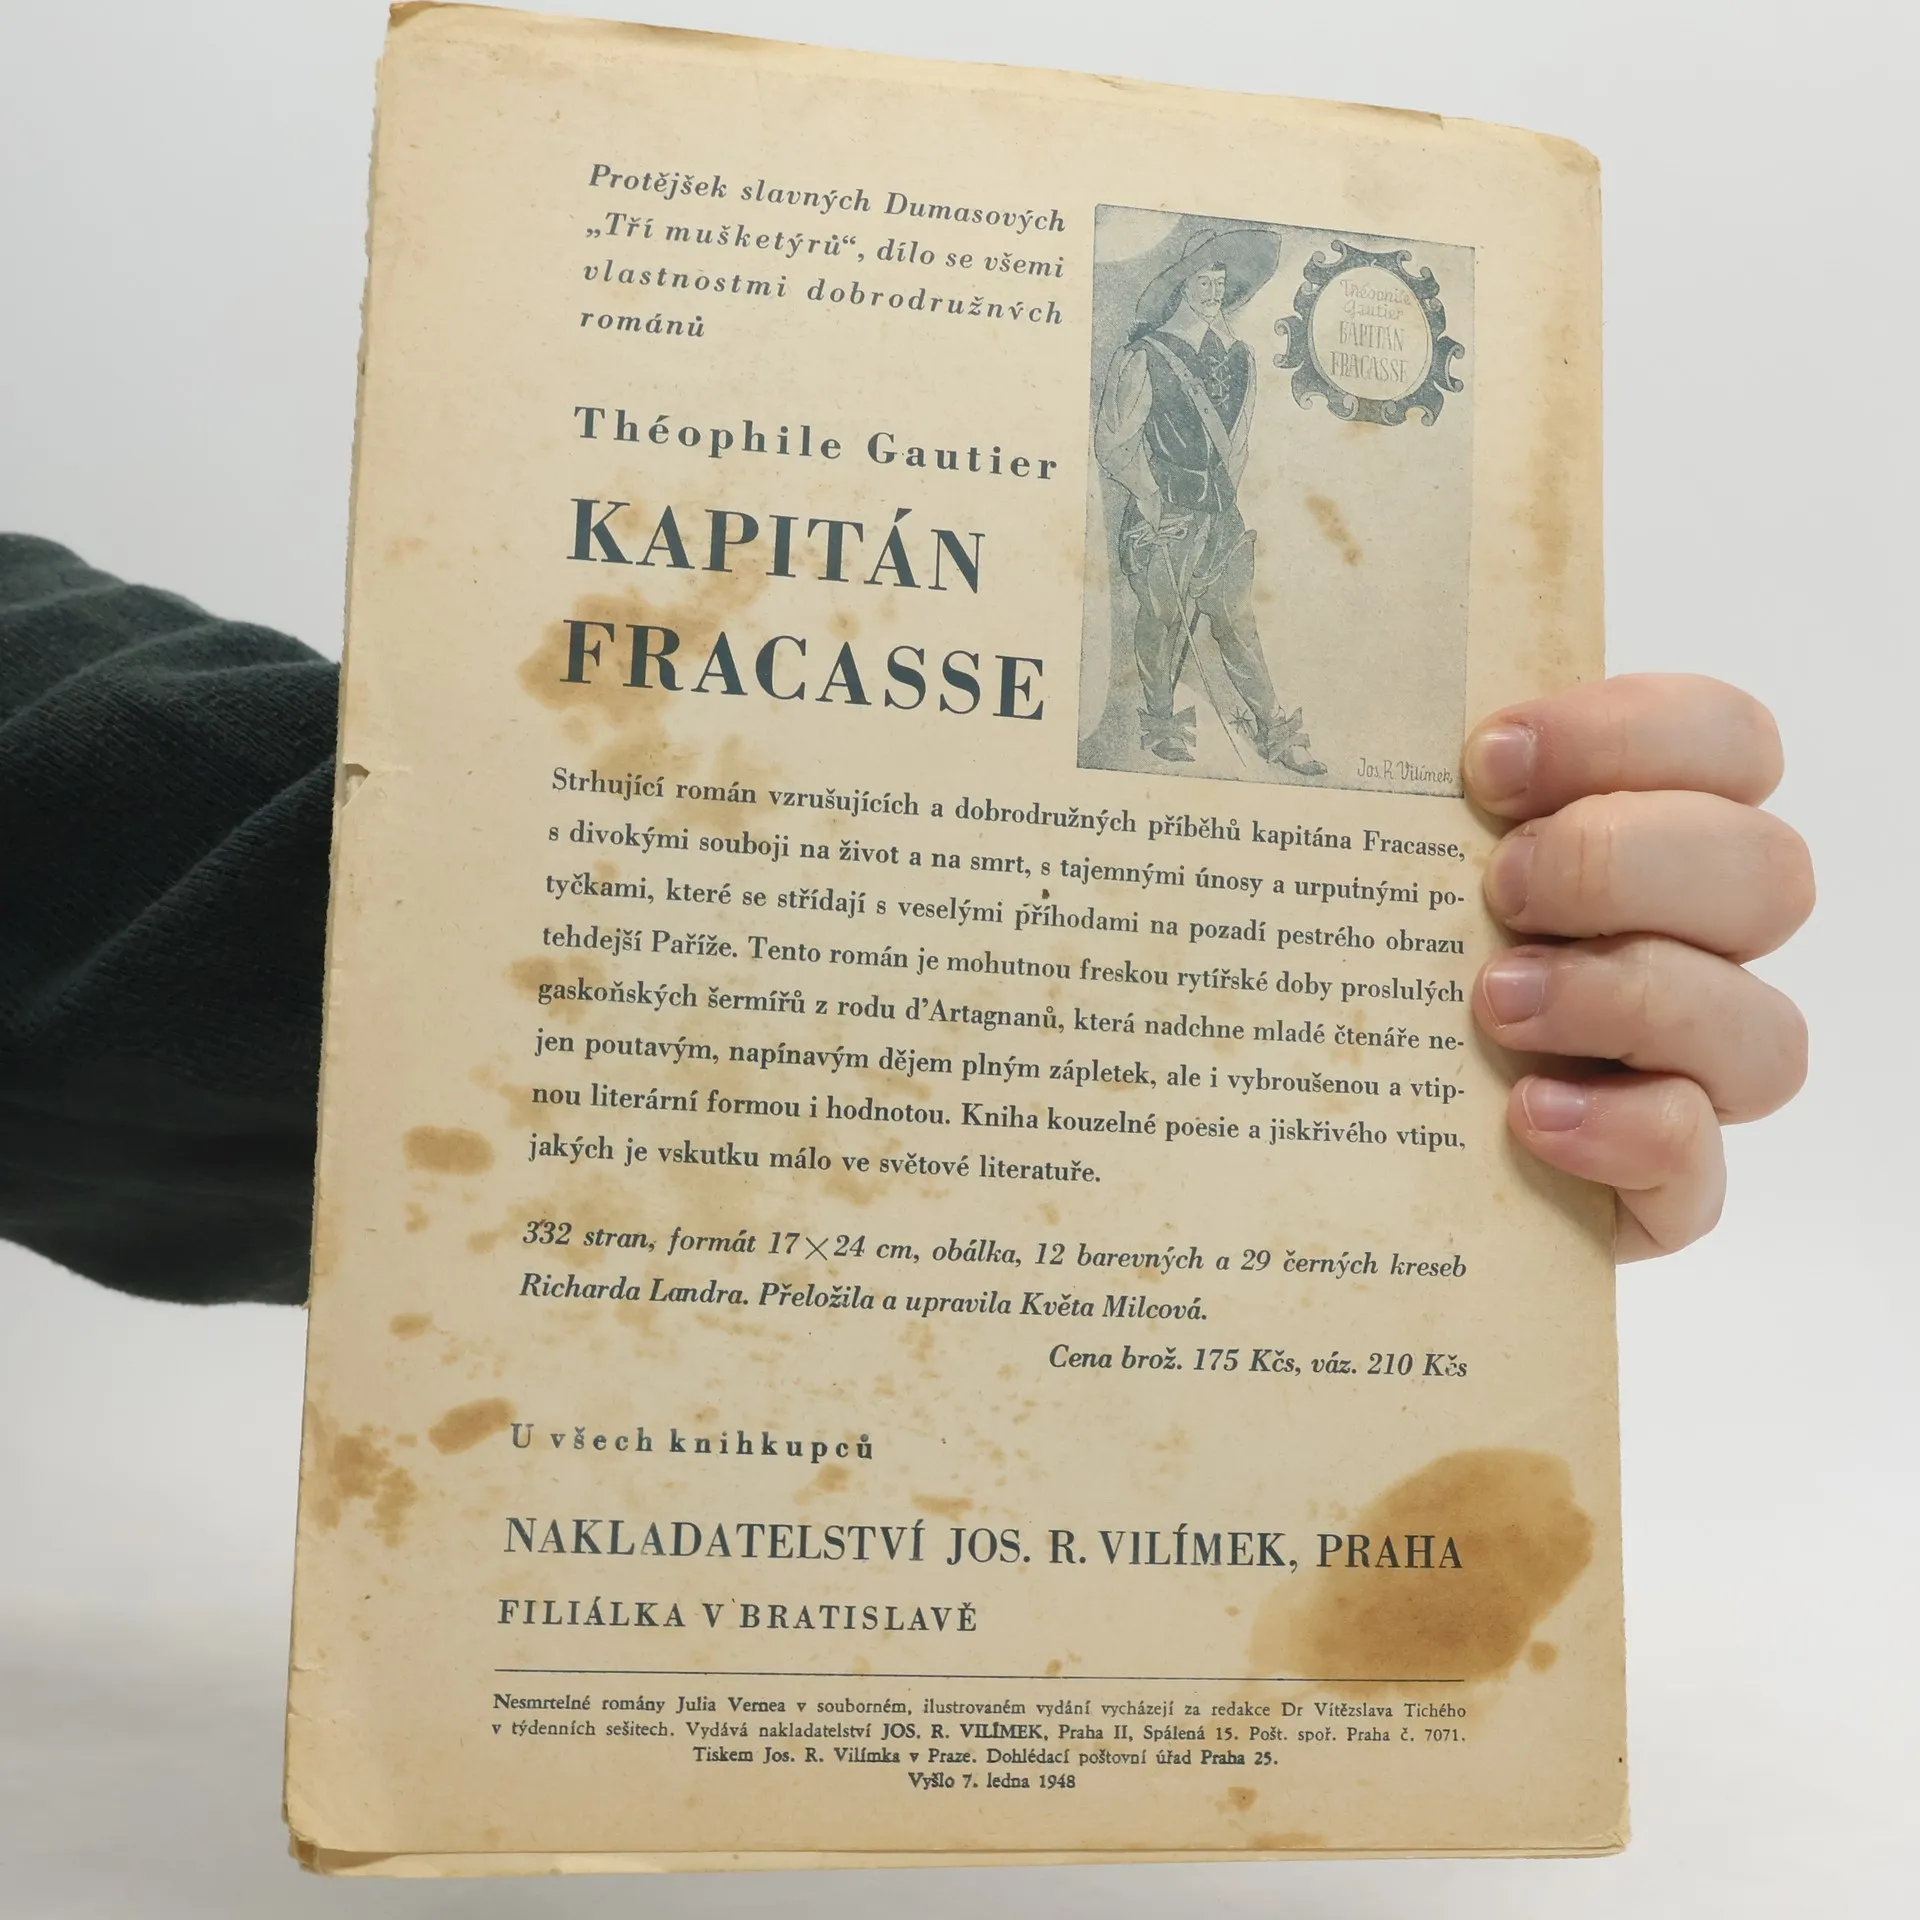 Protějšek slavných Dumasových
„Tří mušketýrů“, dílo se všemi
vlastnostmi dobrodružných
románů
Théophile Gautier
KAPITÁN
FRACASSE
Théophile
Gautier
KAPITÁN
FRACASSE
Jos. R. Vilímek
Strhující román vzrušujících a dobrodružných příběhů kapitána Fracasse,
s divokými souboji na život a na smrt, s tajemnými únosy a urputnými po-
tyčkami, které se střídají s veselými příhodami na pozadí pestrého obrazu
tehdejší Paříže. Tento román je mohutnou freskou rytířské doby proslulých
gaskoňských šermířů z rodu d’Artagnanů, která nadchne mladé čtenáře ne-
jen poutavým, napínavým dějem plným zápletek, ale i vybroušenou a vtip-
nou literární formou i hodnotou. Kniha kouzelné poesie a jiskřivého vtipu,
jakých je vskutku málo ve světové literatuře.
332 stran, formát 17×24 cm, obálka, 12 barevných a 29 černých kreseb
Richarda Landra. Přeložila a upravila Květa Milcová.
Cena brož. 175 Kčs, váz. 210 Kčs
U všech knihkupců
NAKLADATELSTVÍ JOS. R. VILÍMEK, PRAHA
FILIÁLKA V BRATISLAVĚ
Nesmrtelné romány Julia Vernea v souborném, ilustrovaném vydání vycházejí za redakce Dr Vítězslava Tichého
v týdenních sešitech. Vydává nakladatelství JOS. R. VILÍMEK, Praha II, Spálená 15. Pošt. spoř. Praha č. 7071.
Tiskem Jos. R. Vilímka v Praze. Dohlédací poštovní úřad Praha 25.
Vyšlo 7. ledna 1948